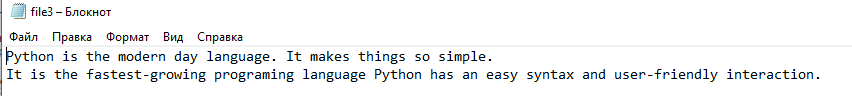 file3 – Блокнот
Файл Правка Формат Вид Справка
Python is the modern day language. It makes things so simple.
It is the fastest-growing programing language Python has an easy syntax and user-friendly interaction.